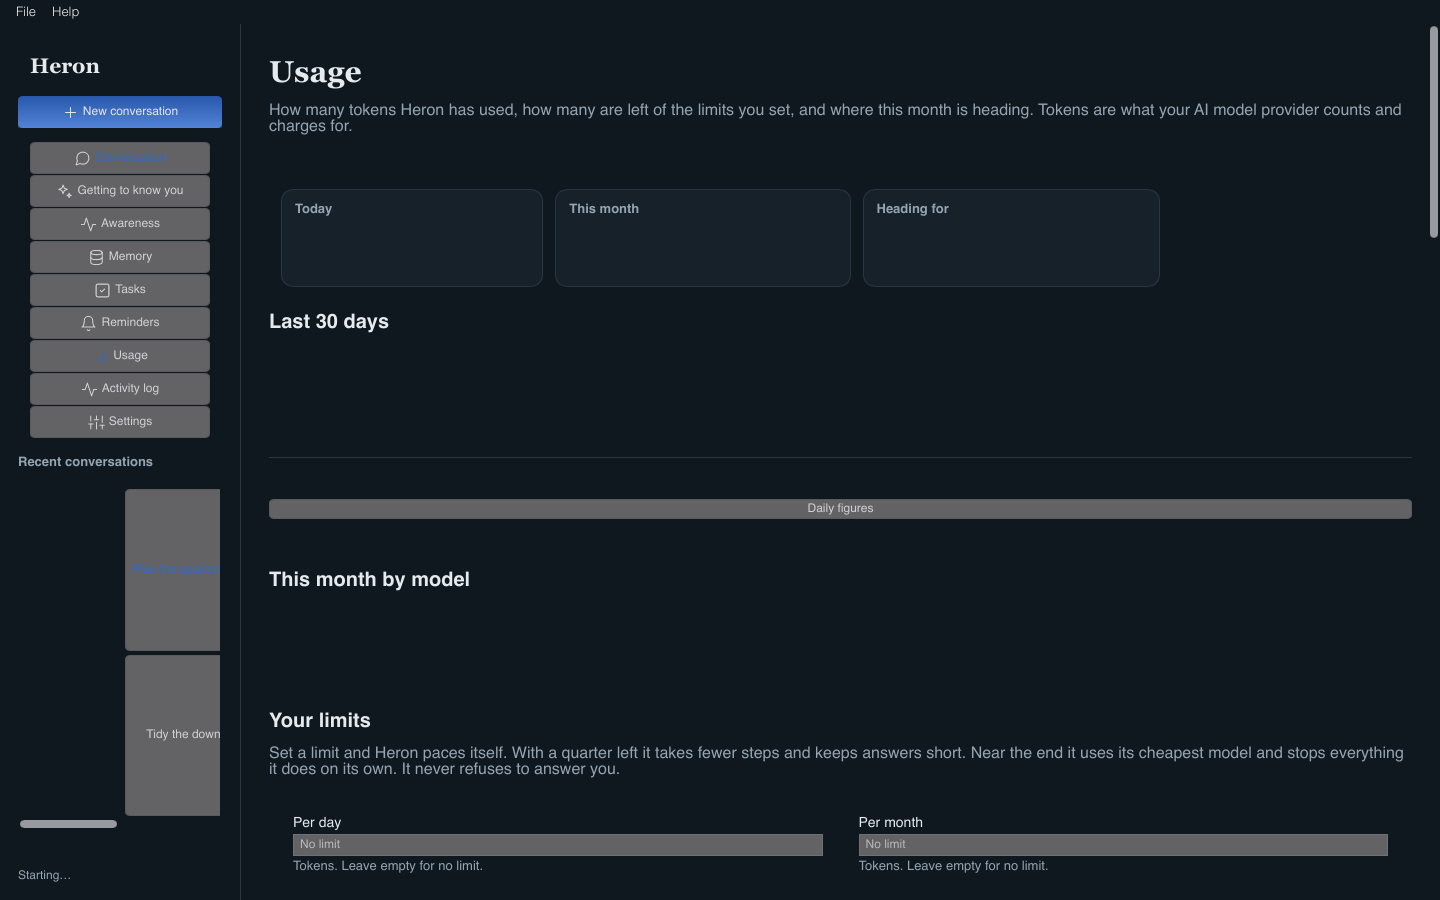 File Help
Heron
New conversation
Conversation
Getting to know you
Awareness
Memory
Tasks
Reminders
Usage
Activity log
Settings
Recent conversations
Tidy the down
Starting…
Usage
How many tokens Heron has used, how many are left of the limits you set, and where this month is heading. Tokens are what your AI model provider counts and
charges for.
Today
This month
Heading for
Last 30 days
Daily figures
This month by model
Your limits
Set a limit and Heron paces itself. With a quarter left it takes fewer steps and keeps answers short. Near the end it uses its cheapest model and stops everything
it does on its own. It never refuses to answer you.
Per day
No limit
Tokens. Leave empty for no limit.
Per month
No limit
Tokens. Leave empty for no limit.